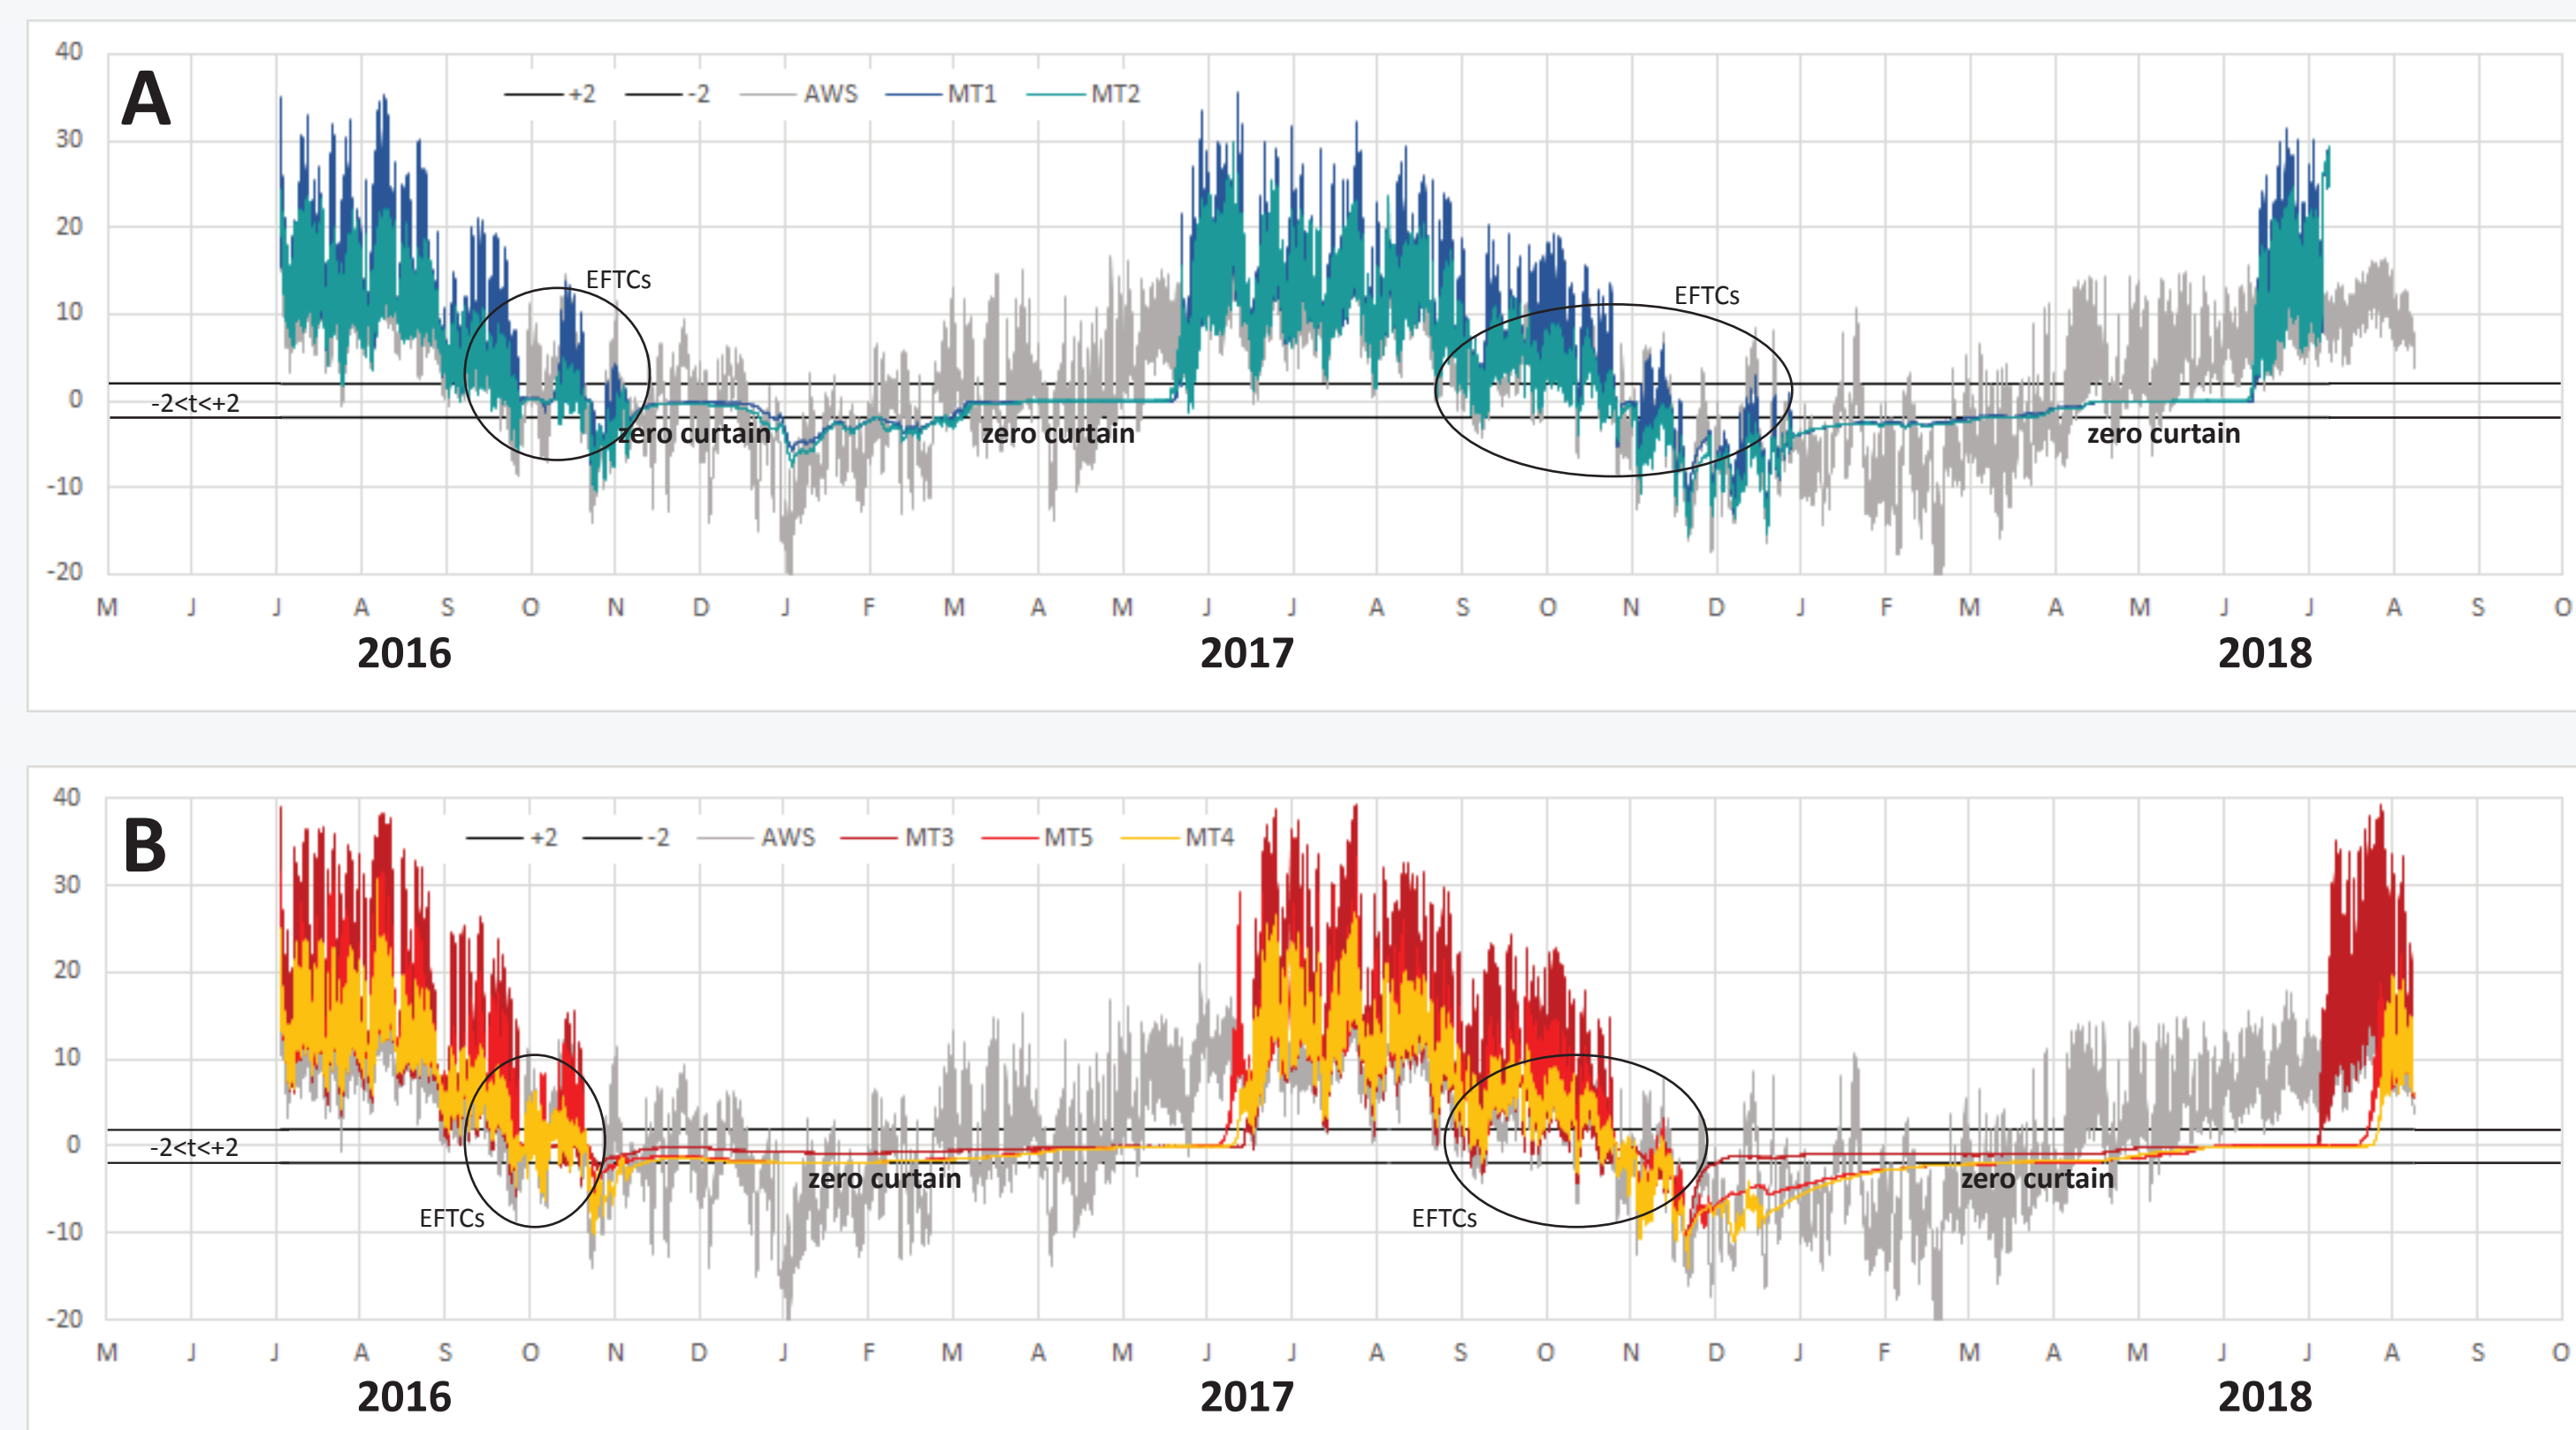 40
A
+2 -2 AWS MT1 MT2
30
20
EFTCs EFTCs
10
0
-2<t<+2
zero curtain zero curtain zero curtain
-10
-20
M J J A S O N D J F M A M J J A S O N D J F M A M J J A S O
2016 2017 2018
40
B
+2 -2 AWS MT3 MT5 MT4
30
20
10
0
-2<t<+2
zero curtain zero curtain
EFTCs EFTCs
-10
-20
M J J A S O N D J F M A M J J A S O N D J F M A M J J A S O
2016 2017 2018